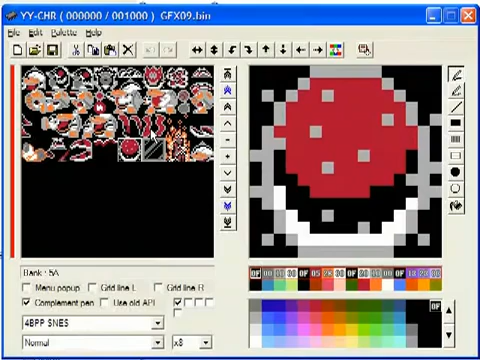 YY-CHR ( 000000 / 001000 ) GFX09.bin
File Edit Palette Help
Bank : 5A
Menu popup Grid line L Grid line R
Complement pen Use old API
4BPP SNES
Normal x8
0F